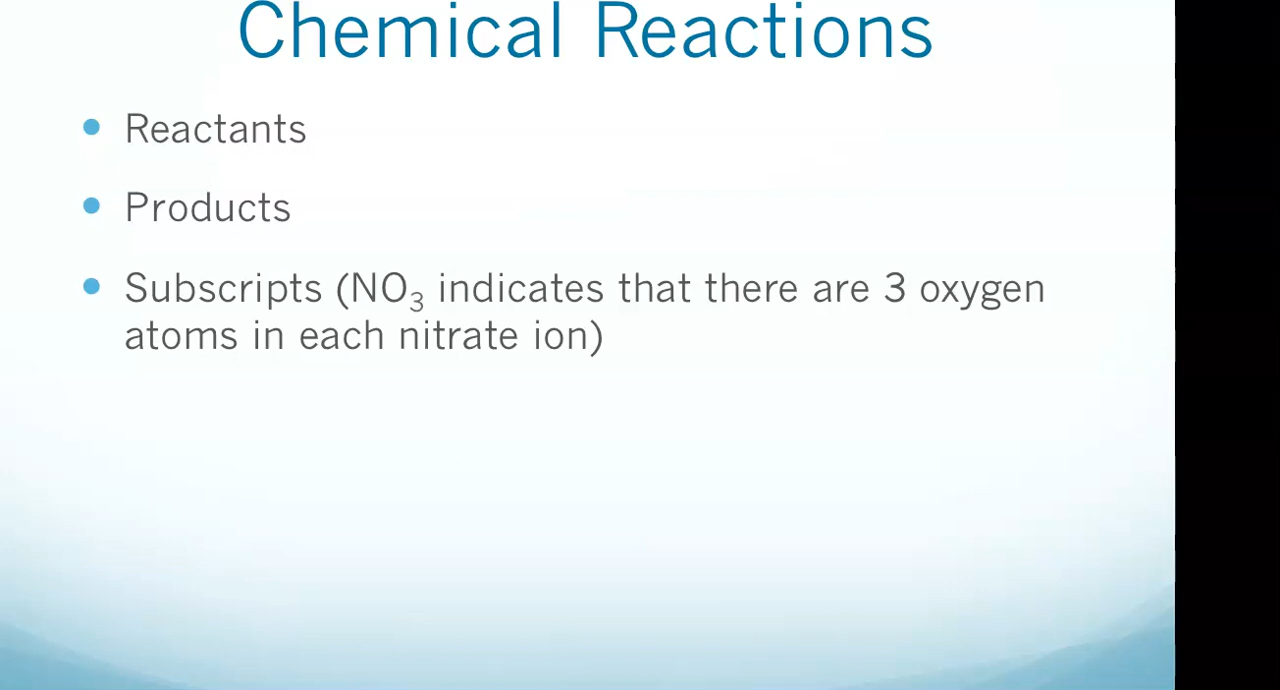 Chemical Reactions
• Reactants
• Products
• Subscripts (NO₃ indicates that there are 3 oxygen
atoms in each nitrate ion)